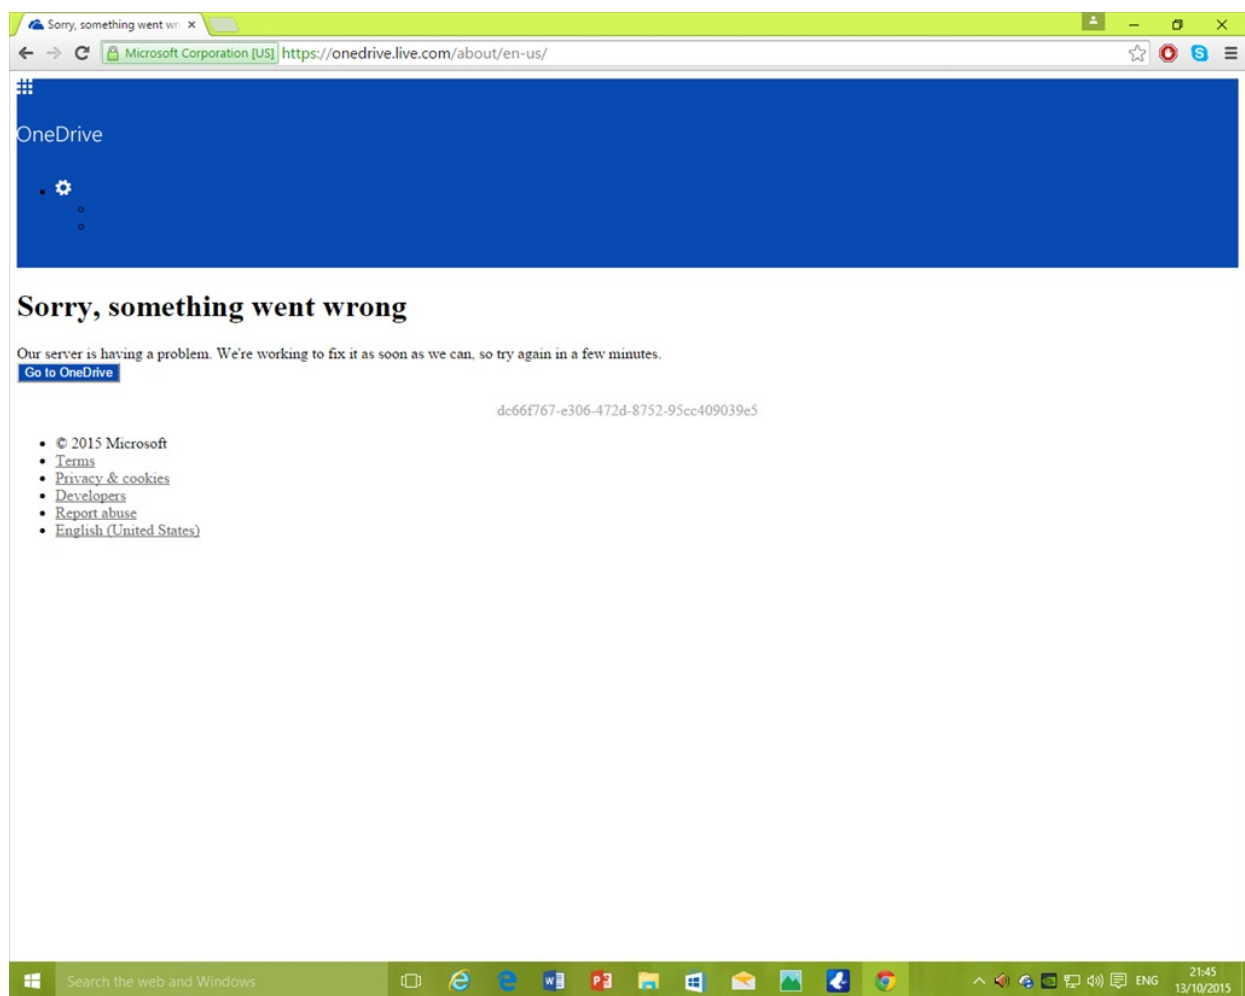 Sorry, something went wr
Microsoft Corporation [US] https://onedrive.live.com/about/en-us/
OneDrive
Sorry, something went wrong
Our server is having a problem. We're working to fix it as soon as we can, so try again in a few minutes.
Go to OneDrive
dc66f767-e306-472d-8752-95cc409039e5
© 2015 Microsoft
Terms
Privacy & cookies
Developers
Report abuse
English (United States)
Search the web and Windows
ENG
21:45
13/10/2015